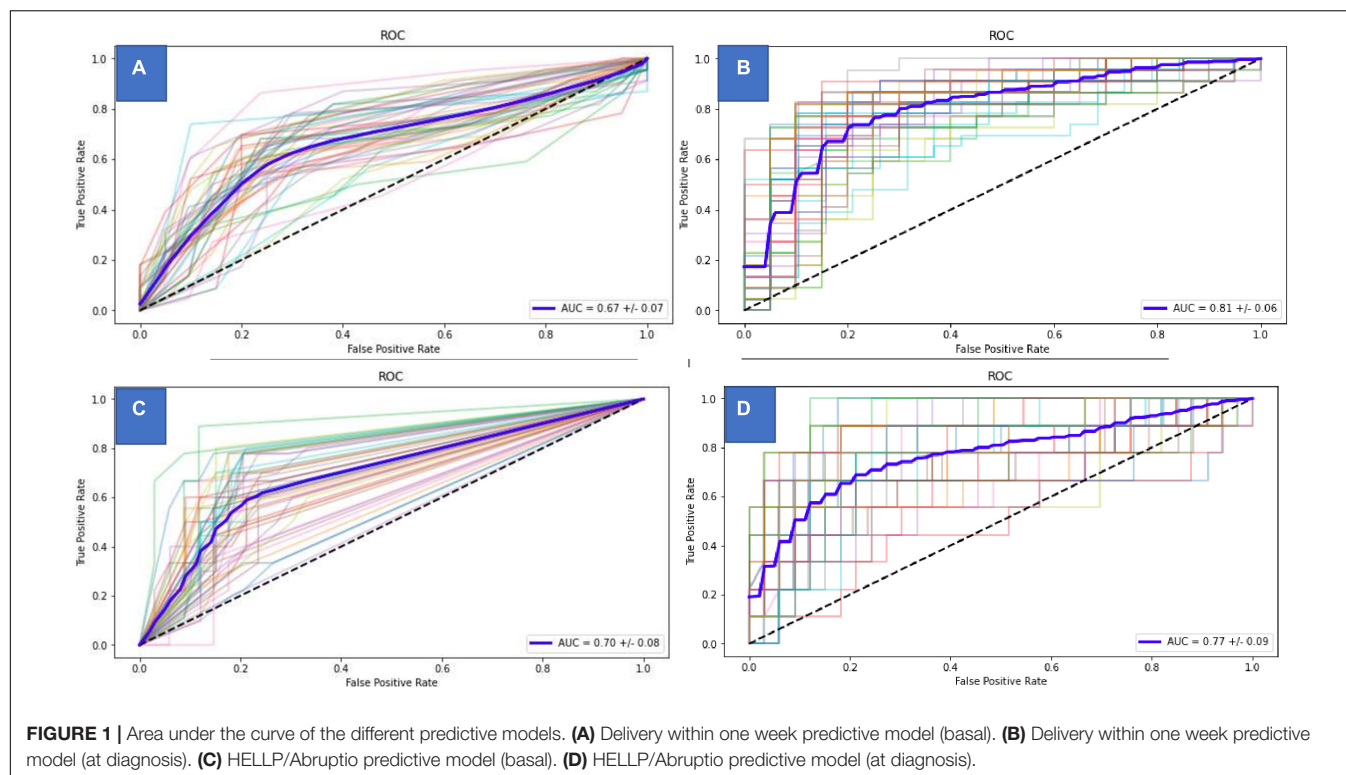 ROC
A
1.0
0.8
0.6
0.4
0.2
0.0
True Positive Rate
0.0 0.2 0.4 0.6 0.8 1.0
False Positive Rate
AUC = 0.67 +/- 0.07
ROC
B
1.0
0.8
0.6
0.4
0.2
0.0
True Positive Rate
0.0 0.2 0.4 0.6 0.8 1.0
False Positive Rate
AUC = 0.81 +/- 0.06
ROC
C
1.0
0.8
0.6
0.4
0.2
0.0
True Positive Rate
0.0 0.2 0.4 0.6 0.8 1.0
False Positive Rate
AUC = 0.70 +/- 0.08
ROC
D
1.0
0.8
0.6
0.4
0.2
0.0
True Positive Rate
0.0 0.2 0.4 0.6 0.8 1.0
False Positive Rate
AUC = 0.77 +/- 0.09
FIGURE 1 | Area under the curve of the different predictive models. (A) Delivery within one week predictive model (basal). (B) Delivery within one week predictive
model (at diagnosis). (C) HELLP/Abruptio predictive model (basal). (D) HELLP/Abruptio predictive model (at diagnosis).